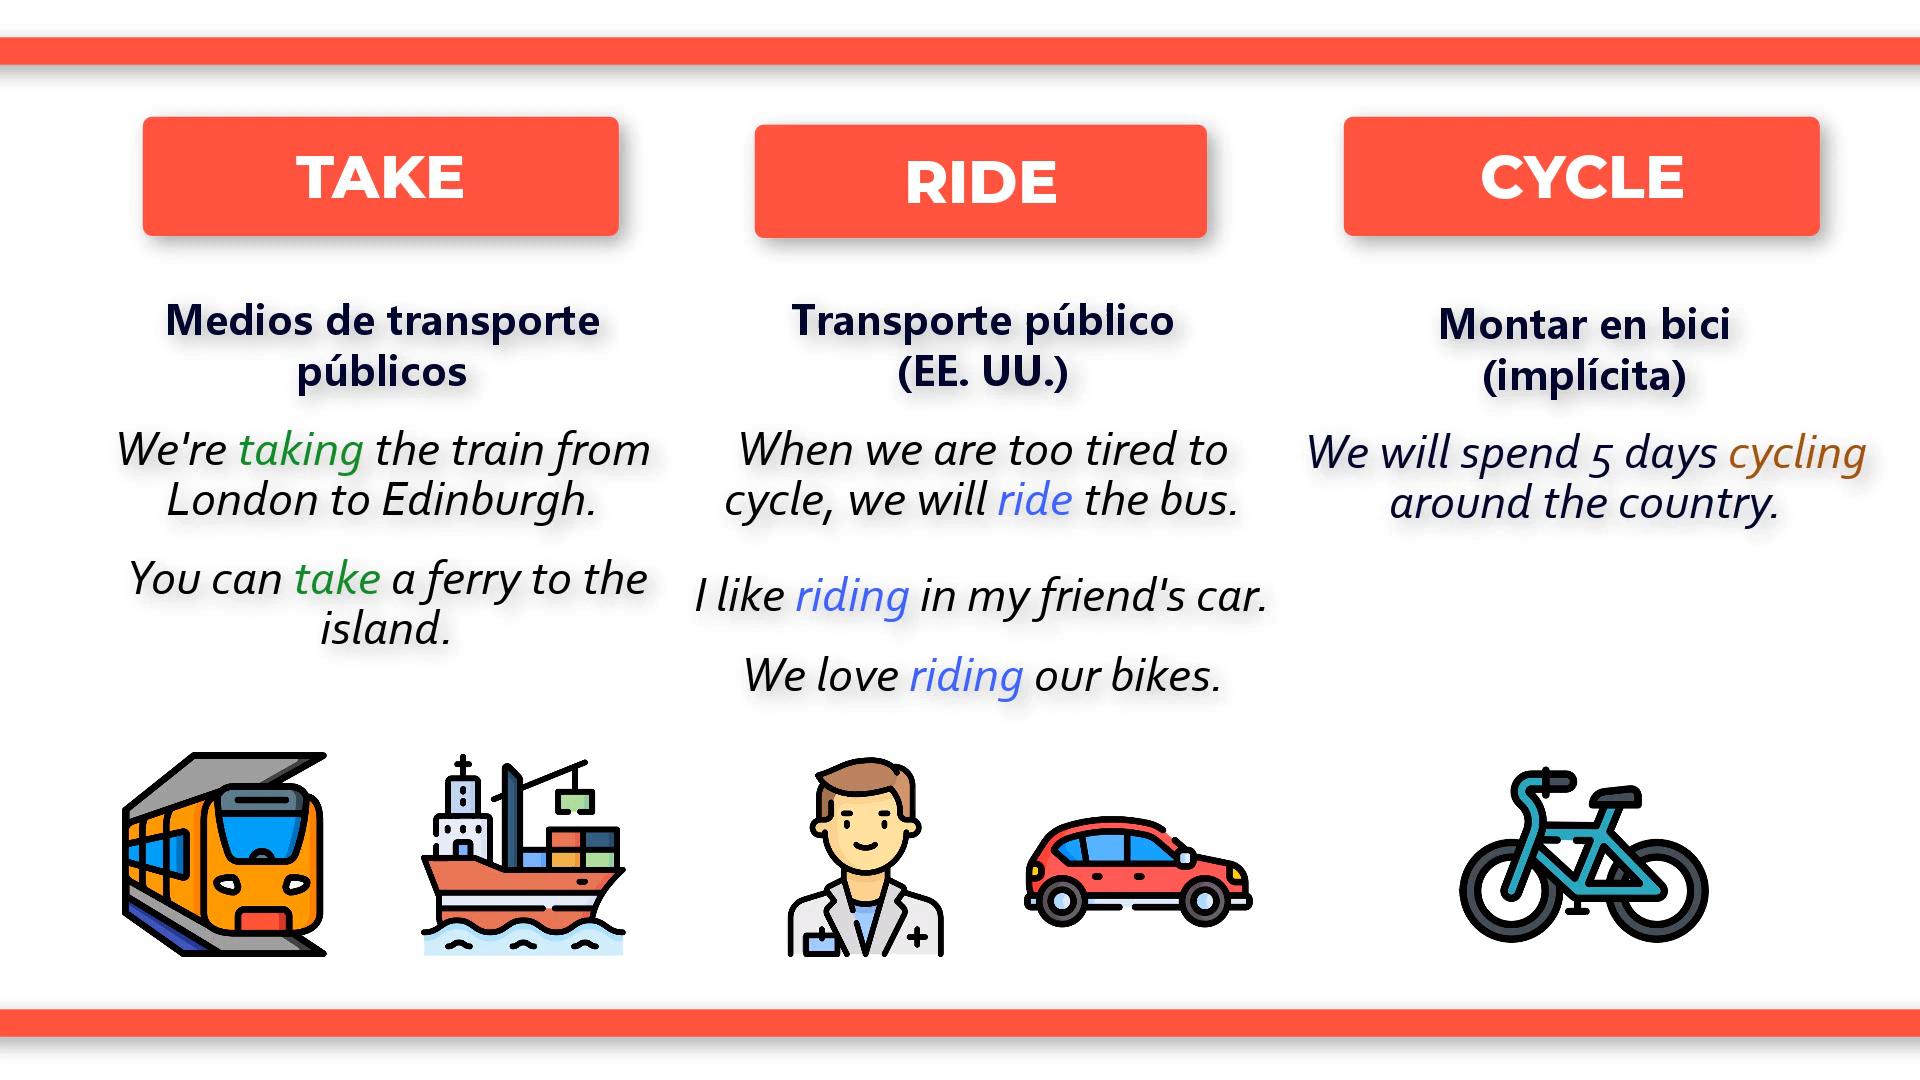 TAKE
Medios de transporte
públicos
We're taking the train from
London to Edinburgh.
You can take a ferry to the
island.
RIDE
Transporte público
(EE. UU.)
When we are too tired to
cycle, we will ride the bus.
I like riding in my friend's car.
We love riding our bikes.
CYCLE
Montar en bici
(implícita)
We will spend 5 days cycling
around the country.